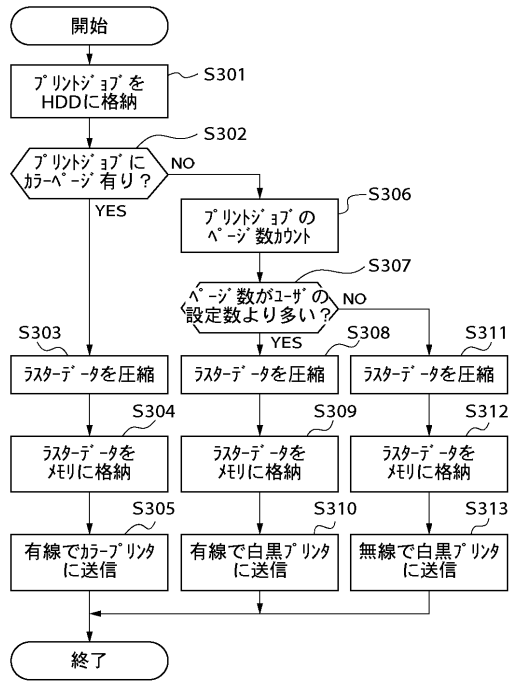 開始
S301
ﾌﾟﾘﾝﾄｼﾞｮﾌﾞを
HDDに格納
S302
ﾌﾟﾘﾝﾄｼﾞｮﾌﾞに
ｶﾗｰﾍﾟｰｼﾞ有り?
NO
YES
S306
ﾌﾟﾘﾝﾄｼﾞｮﾌﾞの
ﾍﾟｰｼﾞ数ｶｳﾝﾄ
S307
ﾍﾟｰｼﾞ数がﾕｰｻﾞの
設定数より多い?
NO
YES
S303
ﾗｽﾀｰﾃﾞｰﾀを圧縮
S308
ﾗｽﾀｰﾃﾞｰﾀを圧縮
S311
ﾗｽﾀｰﾃﾞｰﾀを圧縮
S304
ﾗｽﾀｰﾃﾞｰﾀを
ﾒﾓﾘに格納
S309
ﾗｽﾀｰﾃﾞｰﾀを
ﾒﾓﾘに格納
S312
ﾗｽﾀｰﾃﾞｰﾀを
ﾒﾓﾘに格納
S305
有線でｶﾗｰﾌﾟﾘﾝﾀ
に送信
S310
有線で白黒ﾌﾟﾘﾝﾀ
に送信
S313
無線で白黒ﾌﾟﾘﾝﾀ
に送信
終了